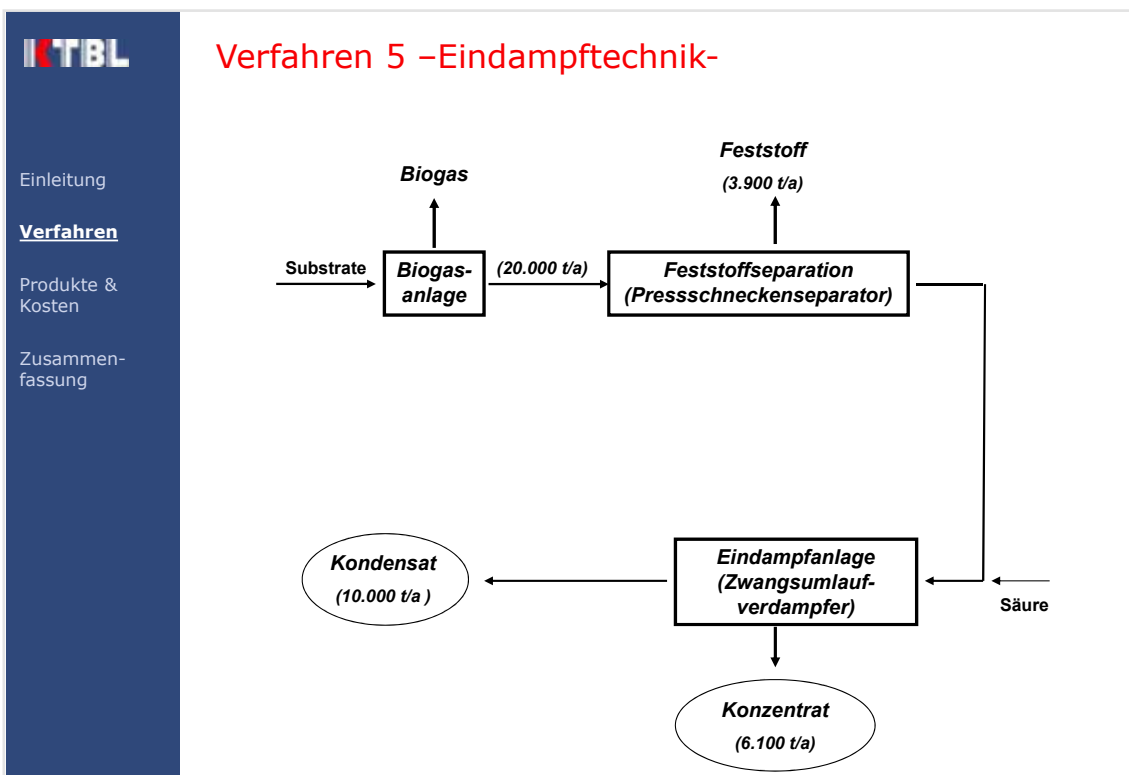 KTBL
Verfahren 5 –Eindampftechnik-
Einleitung
Verfahren
Produkte &
Kosten
Zusammen-
fassung
Feststoff
(3.900 t/a)
Biogas
Substrate
Biogas-
anlage
(20.000 t/a)
Feststoffseparation
(Pressschneckenseparator)
Kondensat
(10.000 t/a )
Eindampfanlage
(Zwangsumlauf-
verdampfer)
Säure
Konzentrat
(6.100 t/a)